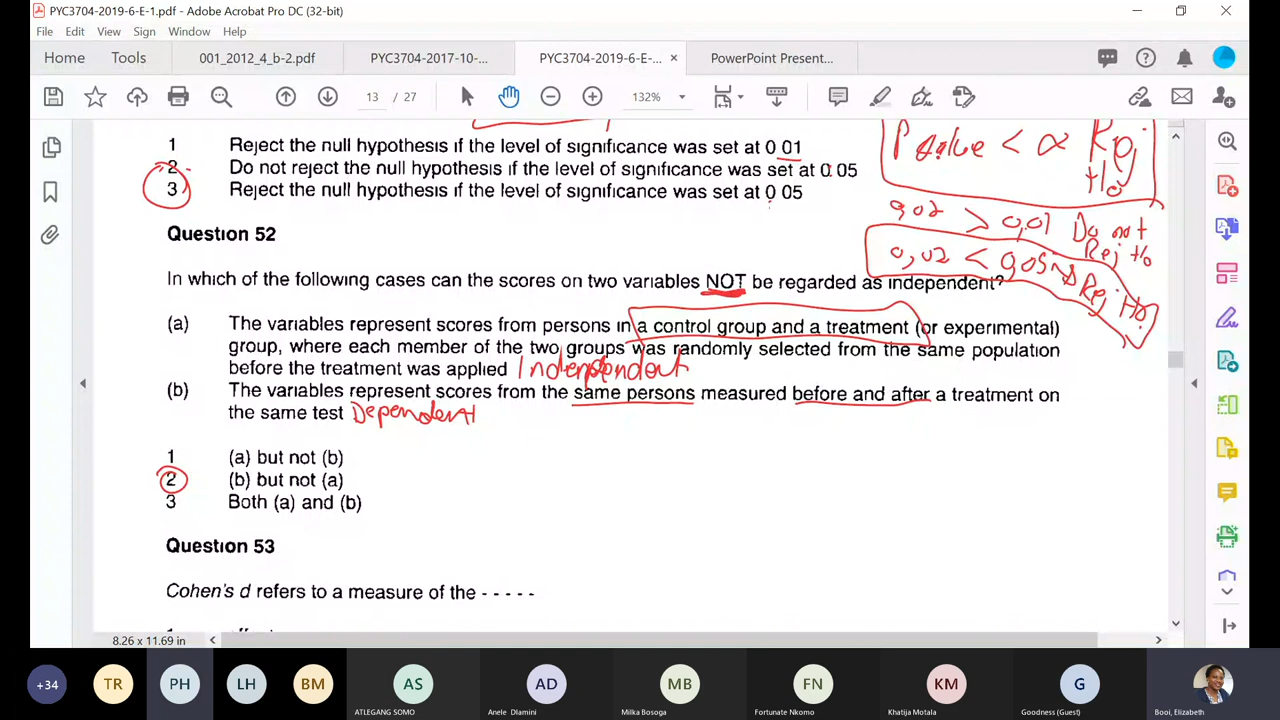 PYC3704-2019-6-E-1.pdf - Adobe Acrobat Pro DC (32-bit)
File Edit View Sign Window Help
Home Tools 001_2012_4_b-2.pdf PYC3704-2017-10-... PYC3704-2019-6-E-... × PowerPoint Present...
13 / 27 132%
1 Reject the null hypothesis if the level of significance was set at 0 01
2 Do not reject the null hypothesis if the level of significance was set at 0 05
3 Reject the null hypothesis if the level of significance was set at 0 05
P value < α Rej
Ho
0,02 > 0,01 Do not
Rej Ho
0,02 < 0,05 Rej Ho
Question 52
In which of the following cases can the scores on two variables NOT be regarded as independent?
(a) The variables represent scores from persons in a control group and a treatment (or experimental)
group, where each member of the two groups was randomly selected from the same population
before the treatment was applied Independent
(b) The variables represent scores from the same persons measured before and after a treatment on
the same test Dependent
1 (a) but not (b)
2 (b) but not (a)
3 Both (a) and (b)
Question 53
Cohen's d refers to a measure of the - - - - -
8.26 x 11.69 in
+34 TR PH LH BM AS AD MB FN KM G
ATLEGANG SOMO Anele Dlamini Milka Bosoga Fortunate Nkomo Khatija Motala Goodness (Guest) Booi, Elizabeth